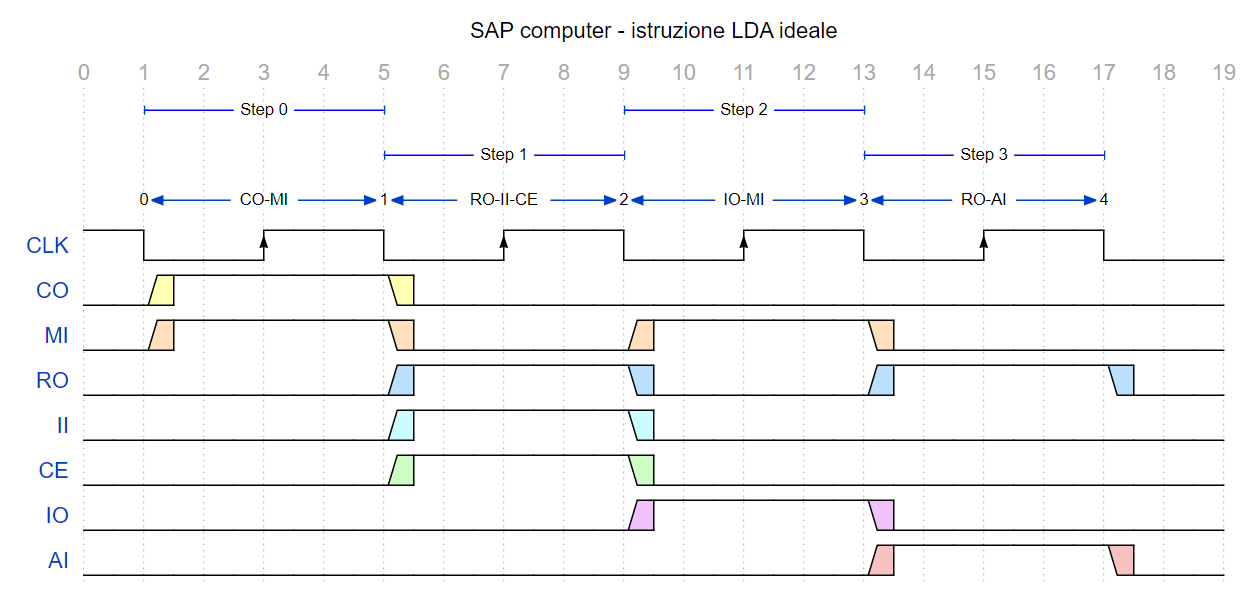 SAP computer - istruzione LDA ideale
0 1 2 3 4 5 6 7 8 9 10 11 12 13 14 15 16 17 18 19
Step 0 Step 2
Step 1 Step 3
0 CO-MI 1 RO-II-CE 2 IO-MI 3 RO-AI 4
CLK
CO
MI
RO
II
CE
IO
AI